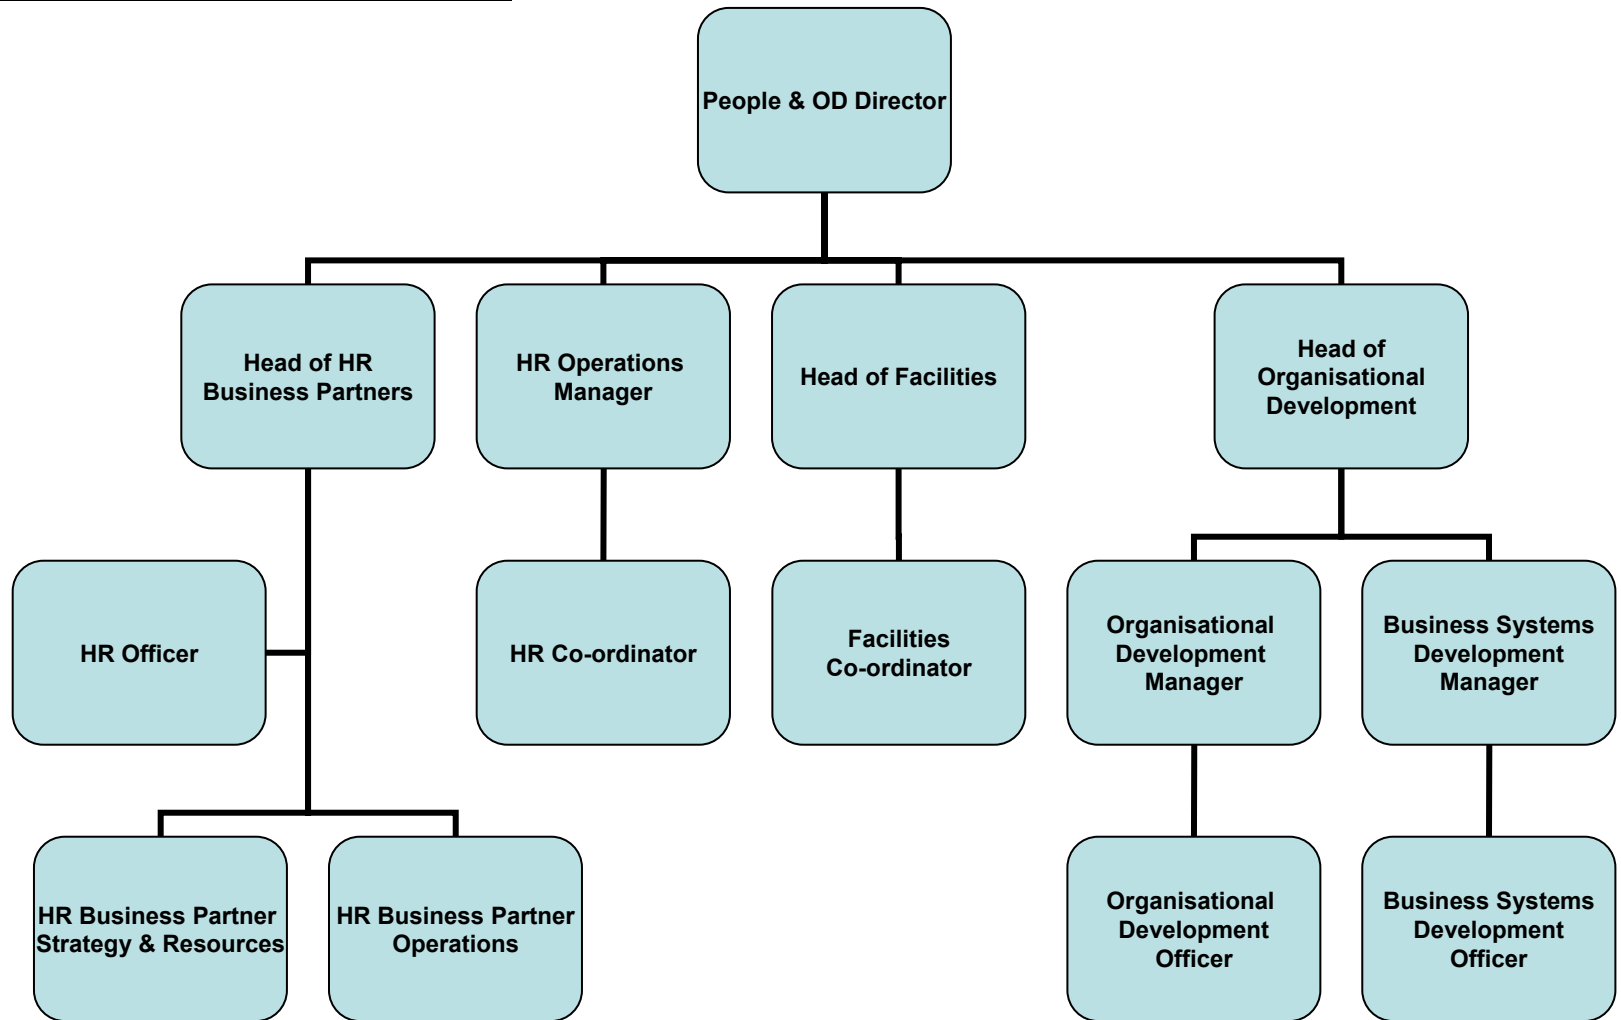 People & OD Director
Head of HR
Business Partners
HR Operations
Manager
Head of Facilities
Head of
Organisational
Development
HR Officer
HR Co-ordinator
Facilities
Co-ordinator
Organisational
Development
Manager
Business Systems
Development
Manager
HR Business Partner
Strategy & Resources
HR Business Partner
Operations
Organisational
Development
Officer
Business Systems
Development
Officer